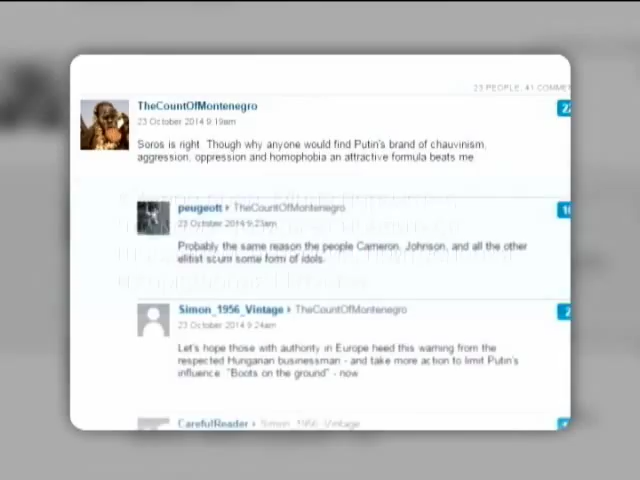 23 PEOPLE, 41 COMME
TheCountOfMontenegro
23 October 2014 9:19am
Soros is right. Though why anyone would find Putin's brand of chauvinism,
aggression, oppression and homophobia an attractive formula beats me.
peugeott TheCountOfMontenegro
23 October 2014 9:23am
Probably the same reason the people Cameron, Johnson, and all the other
elitist scum some form of idols.
Simon_1956_Vintage TheCountOfMontenegro
23 October 2014 9:24am
Let's hope those with authority in Europe heed this warning from the
respected Hungarian businessman - and take more action to limit Putin's
influence. "Boots on the ground" - now
CarefulReader Simon_1956_Vintage